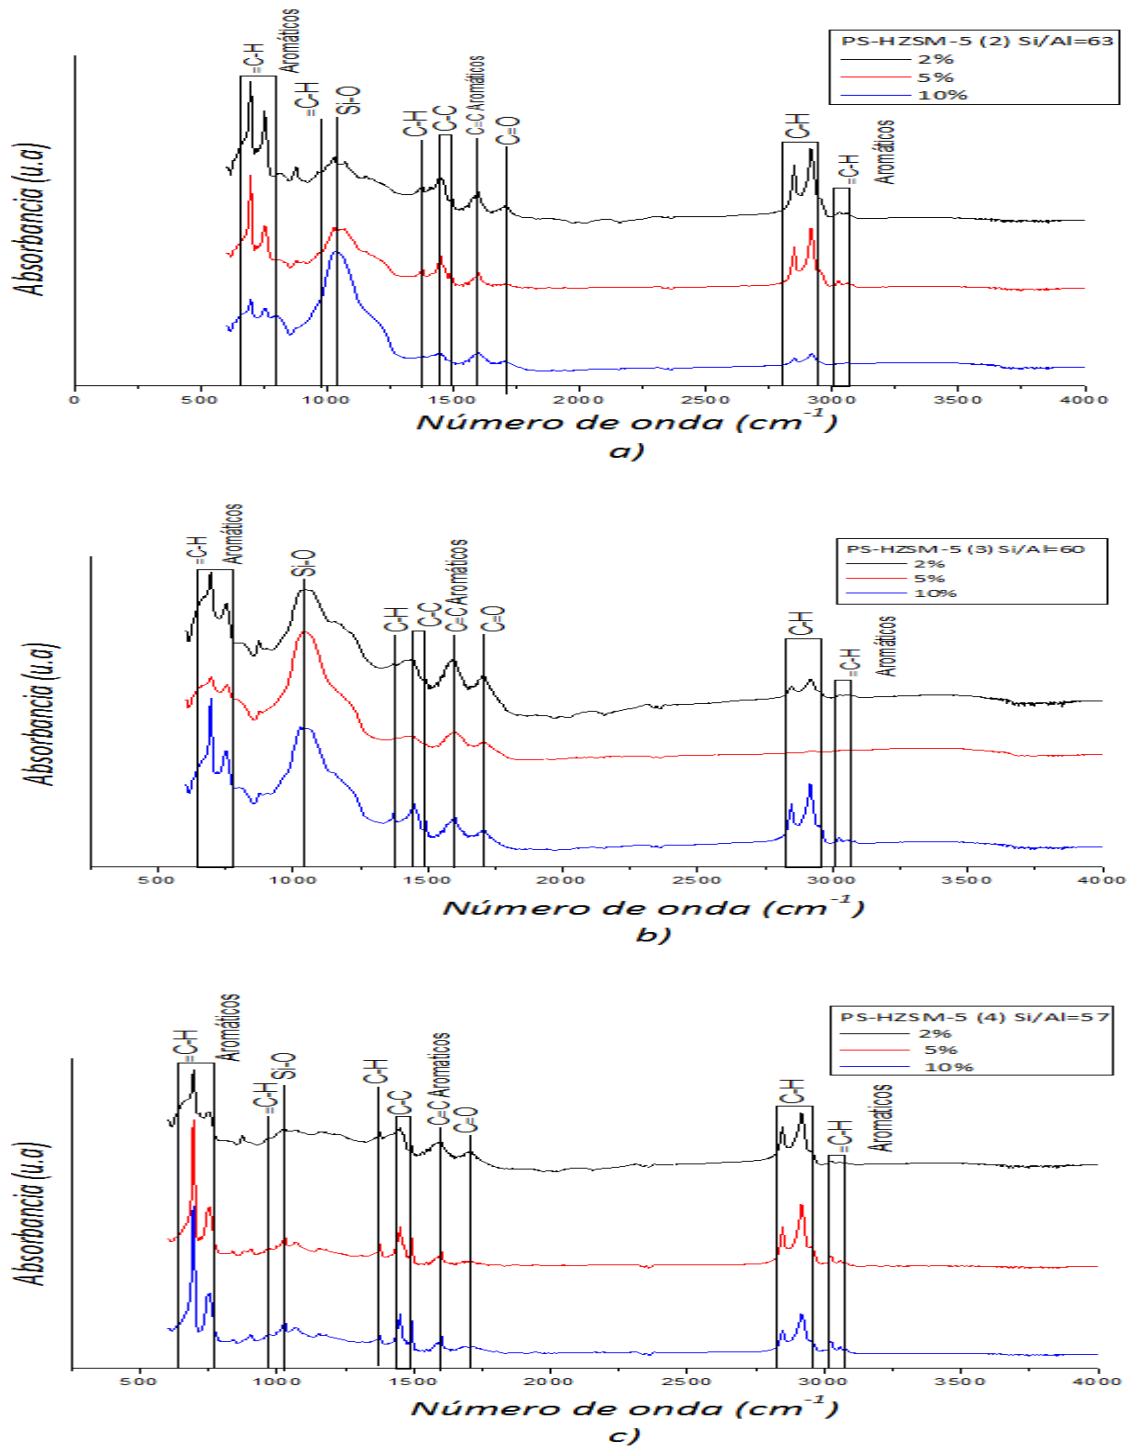 =C-H
Aromáticos
=C-H
Si-O
C-H
C-C
C=C Aromáticos
C=O
C-H
=C-H
Aromáticos
PS-HZSM-5 (2) Si/Al=63
2%
5%
10%
Absorbancia (u.a)
0 500 1000 1500 2000 2500 3000 3500 4000
Número de onda (cm-1)
a)
=C-H
Aromáticos
Si-O
C-H
C-C
C=C Aromáticos
C=O
C-H
=C-H
Aromáticos
PS-HZSM-5 (3) Si/Al=60
2%
5%
10%
Absorbancia (u.a)
500 1000 1500 2000 2500 3000 3500 4000
Número de onda (cm-1)
b)
=C-H
Aromáticos
=C-H
Si-O
C-H
C-C
C=C Aromaticos
C=O
C-H
=C-H
Aromaticos
PS-HZSM-5 (4) Si/Al=57
2%
5%
10%
Absorbancia (u.a)
500 1000 1500 2000 2500 3000 3500 4000
Número de onda (cm-1)
c)